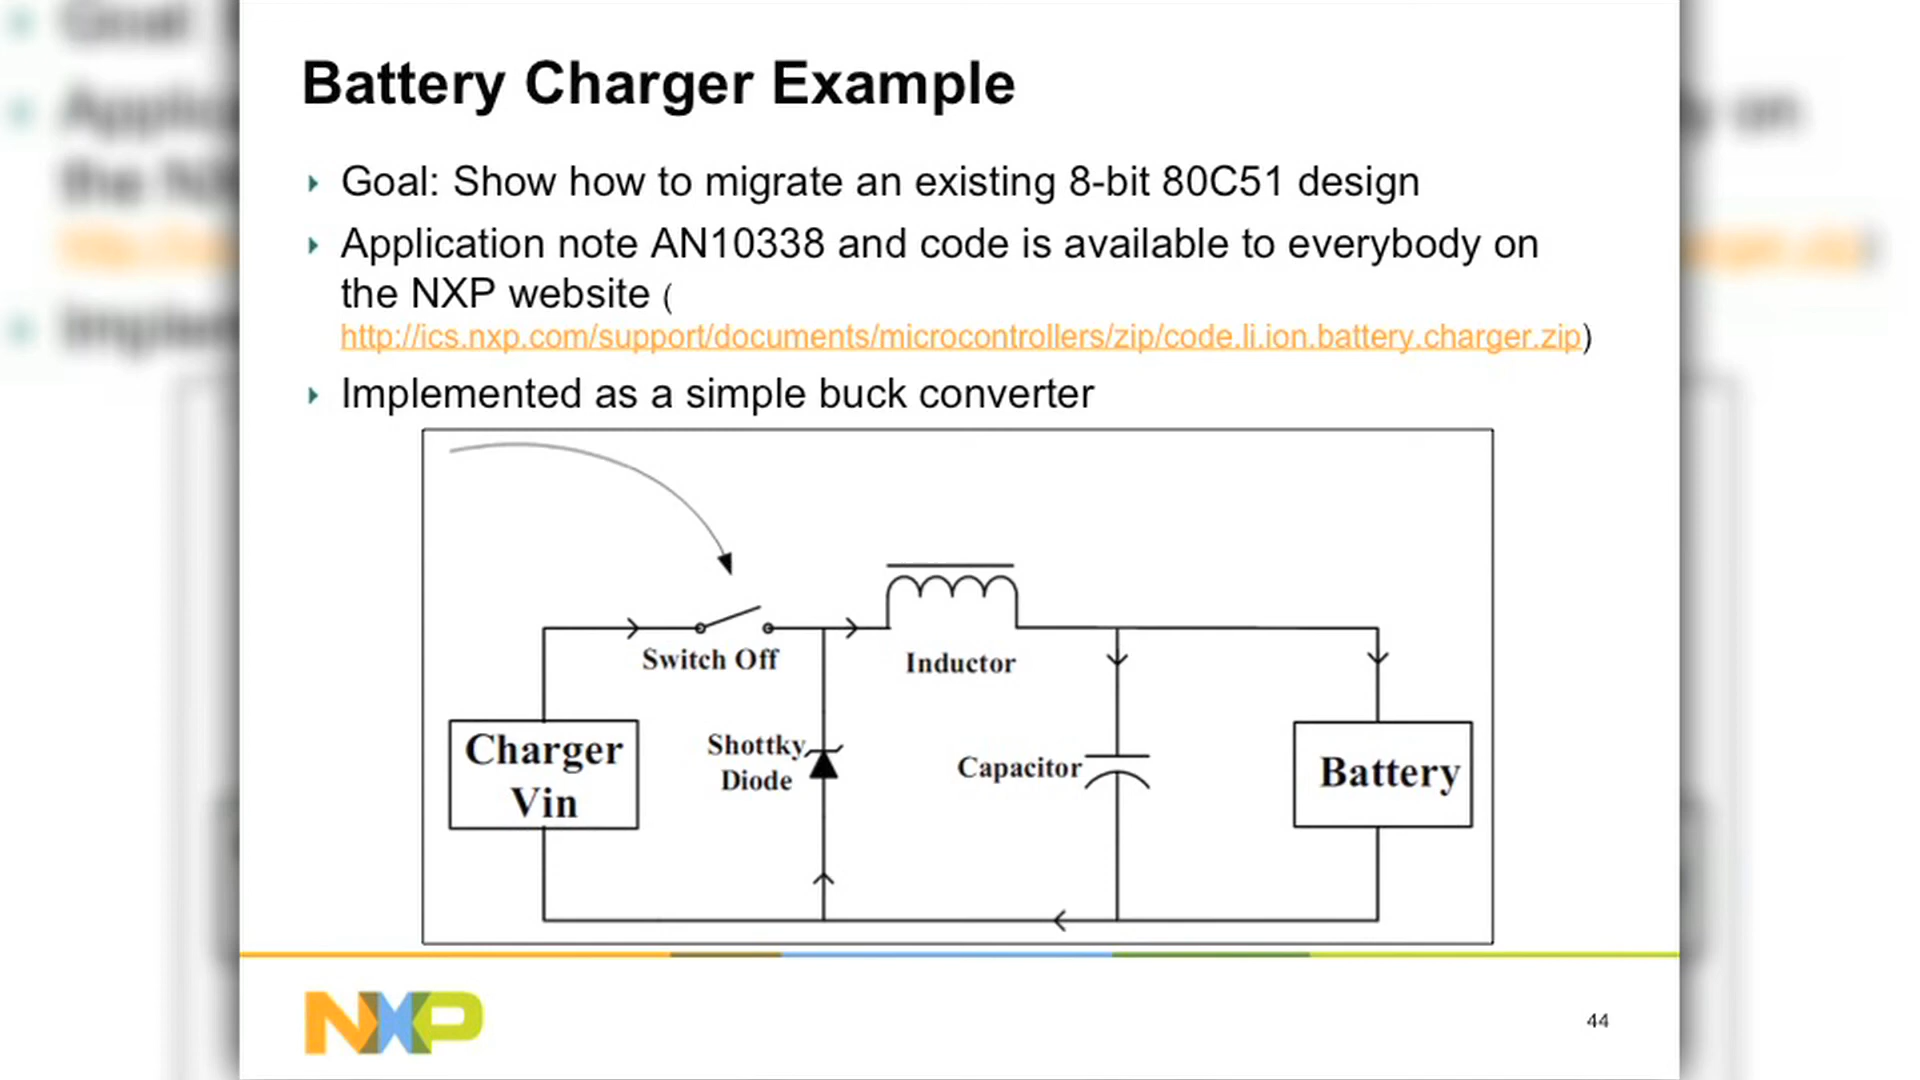 Battery Charger Example
Goal: Show how to migrate an existing 8-bit 80C51 design
Application note AN10338 and code is available to everybody on
the NXP website (
http://ics.nxp.com/support/documents/microcontrollers/zip/code.li.ion.battery.charger.zip)
Implemented as a simple buck converter
Switch Off
Inductor
Charger
Vin
Shottky
Diode
Capacitor
Battery
NXP
44